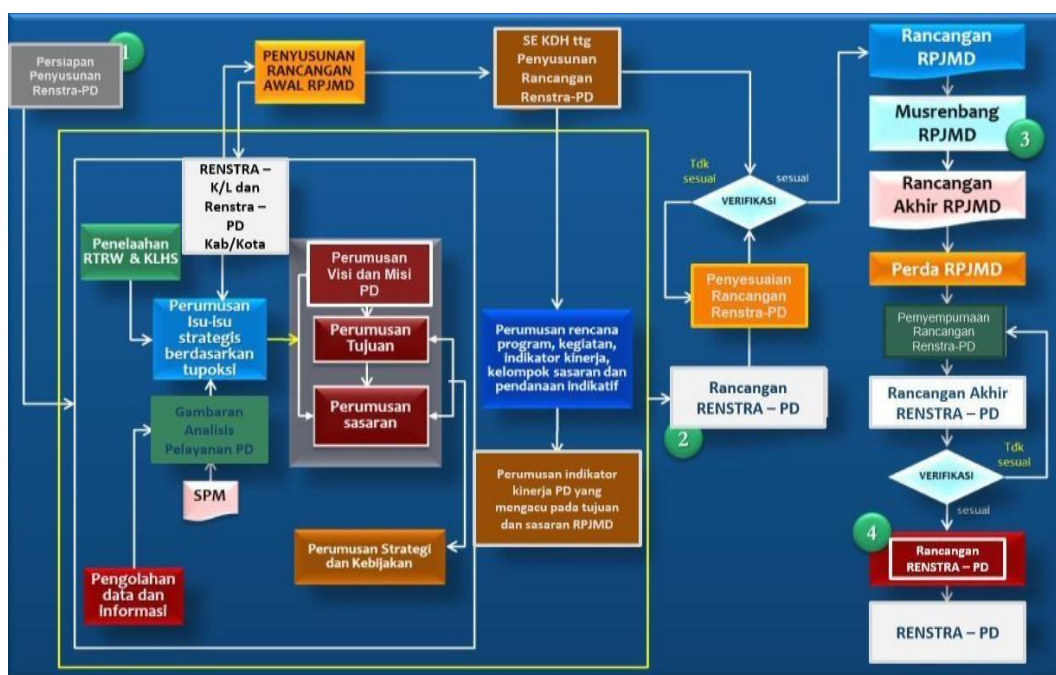 1
Persiapan
Penyusunan
Renstra-PD
PENYUSUNAN
RANCANGAN
AWAL RPJMD
SE KDH ttg
Penyusunan
Rancangan
Renstra-PD
RENSTRA –
K/L dan
Renstra –
PD
Kab/Kota
Penelaahan
RTRW & KLHS
Perumusan
Isu-isu
strategis
berdasarkan
tupoksi
Gambaran
Analisis
Pelayanan PD
SPM
Pengolahan
data dan
informasi
Perumusan
Visi dan Misi
PD
Perumusan
Tujuan
Perumusan
sasaran
Perumusan Strategi
dan Kebijakan
Perumusan rencana
program, kegiatan,
indikator kinerja,
kelompok sasaran dan
pendanaan indikatif
Perumusan indikator
kinerja PD yang
mengacu pada tujuan
dan sasaran RPJMD
2
Rancangan
RENSTRA – PD
Penyesuaian
Rancangan
Renstra-PD
Tdk
sesuai
sesuai
VERIFIKASI
Rancangan
RPJMD
Musrenbang
RPJMD
3
Rancangan
Akhir RPJMD
Perda RPJMD
Pemyempurnaan
Rancangan
Renstra-PD
Rancangan Akhir
RENSTRA – PD
Tdk
sesuai
VERIFIKASI
sesuai
4
Rancangan
RENSTRA – PD
RENSTRA – PD